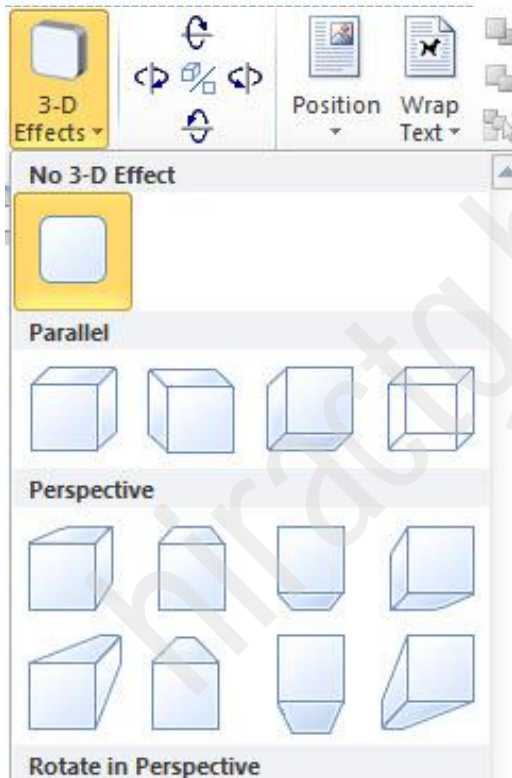 3-D
Effects
Position
Wrap
Text
No 3-D Effect
Parallel
Perspective
Rotate in Perspective